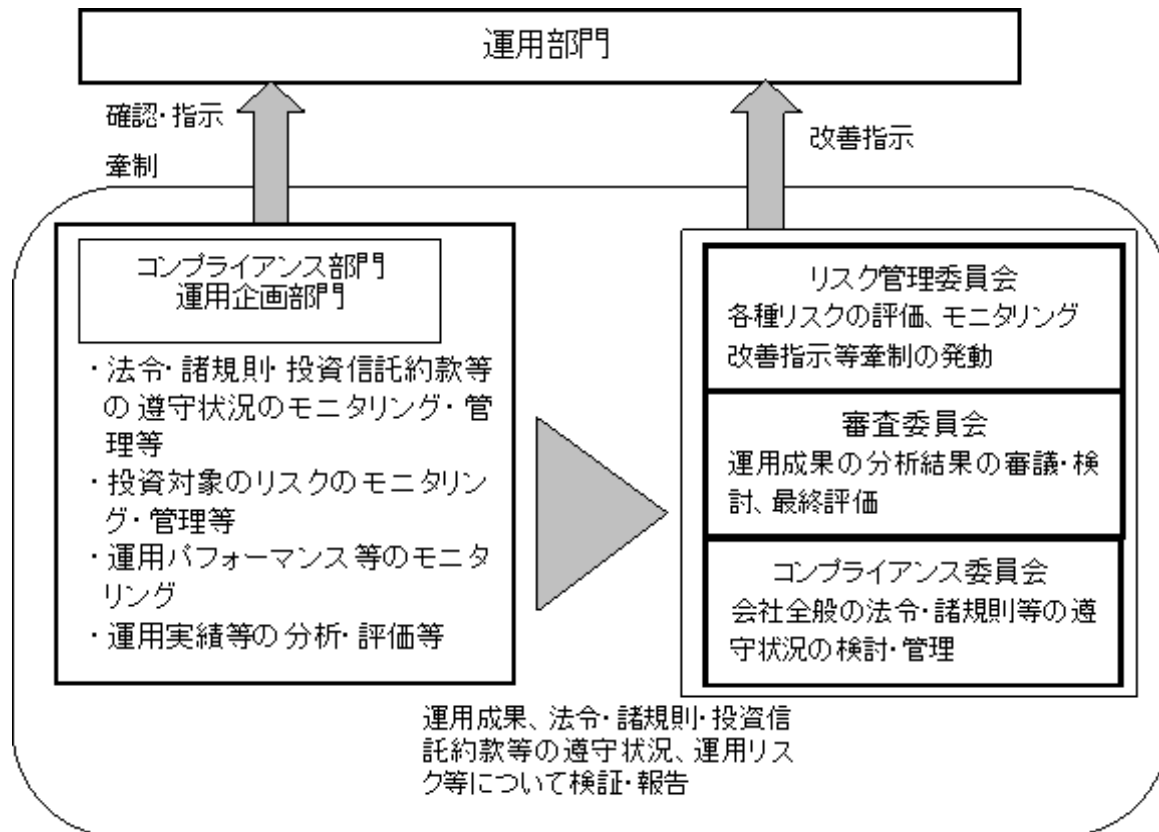 運用部門
確認・指示
牽制
改善指示
コンプライアンス部門
運用企画部門
・法令・諸規則・投資信託約款等
の遵守状況のモニタリング・管
理等
・投資対象のリスクのモニタリン
グ・管理等
・運用パフォーマンス等のモニタ
リング
・運用実績等の分析・評価等
リスク管理委員会
各種リスクの評価、モニタリング
改善指示等牽制の発動
審査委員会
運用成果の分析結果の審議・検
討、最終評価
コンプライアンス委員会
会社全般の法令・諸規則等の遵
守状況の検討・管理
運用成果、法令・諸規則・投資信
託約款等の遵守状況、運用リス
ク等について検証・報告